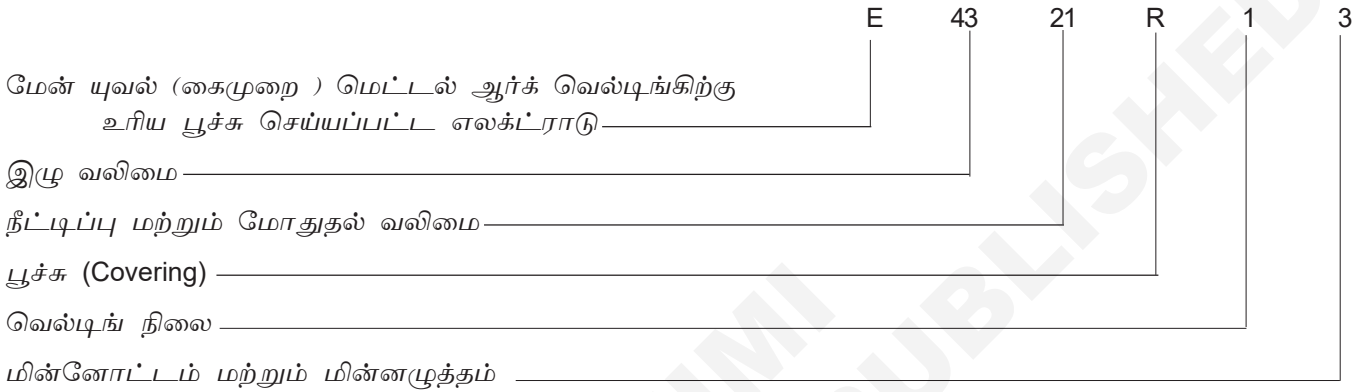 E 43 21 R 1 3
மேன் யுவல் (கைமுறை ) மெட்டல் ஆர்க் வெல்டிங்கிற்கு
உரிய பூச்சு செய்யப்பட்ட எலக்ட்ராடு
இழு வலிமை
நீட்டிப்பு மற்றும் மோதுதல் வலிமை
பூச்சு (Covering)
வெல்டிங் நிலை
மின்னோட்டம் மற்றும் மின்னழுத்தம்